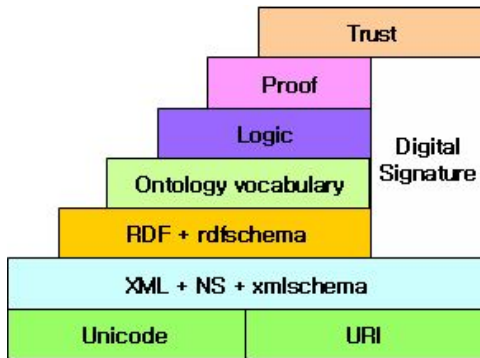 Trust
Proof
Logic
Digital
Signature
Ontology vocabulary
RDF + rdfschema
XML + NS + xmlschema
Unicode
URI